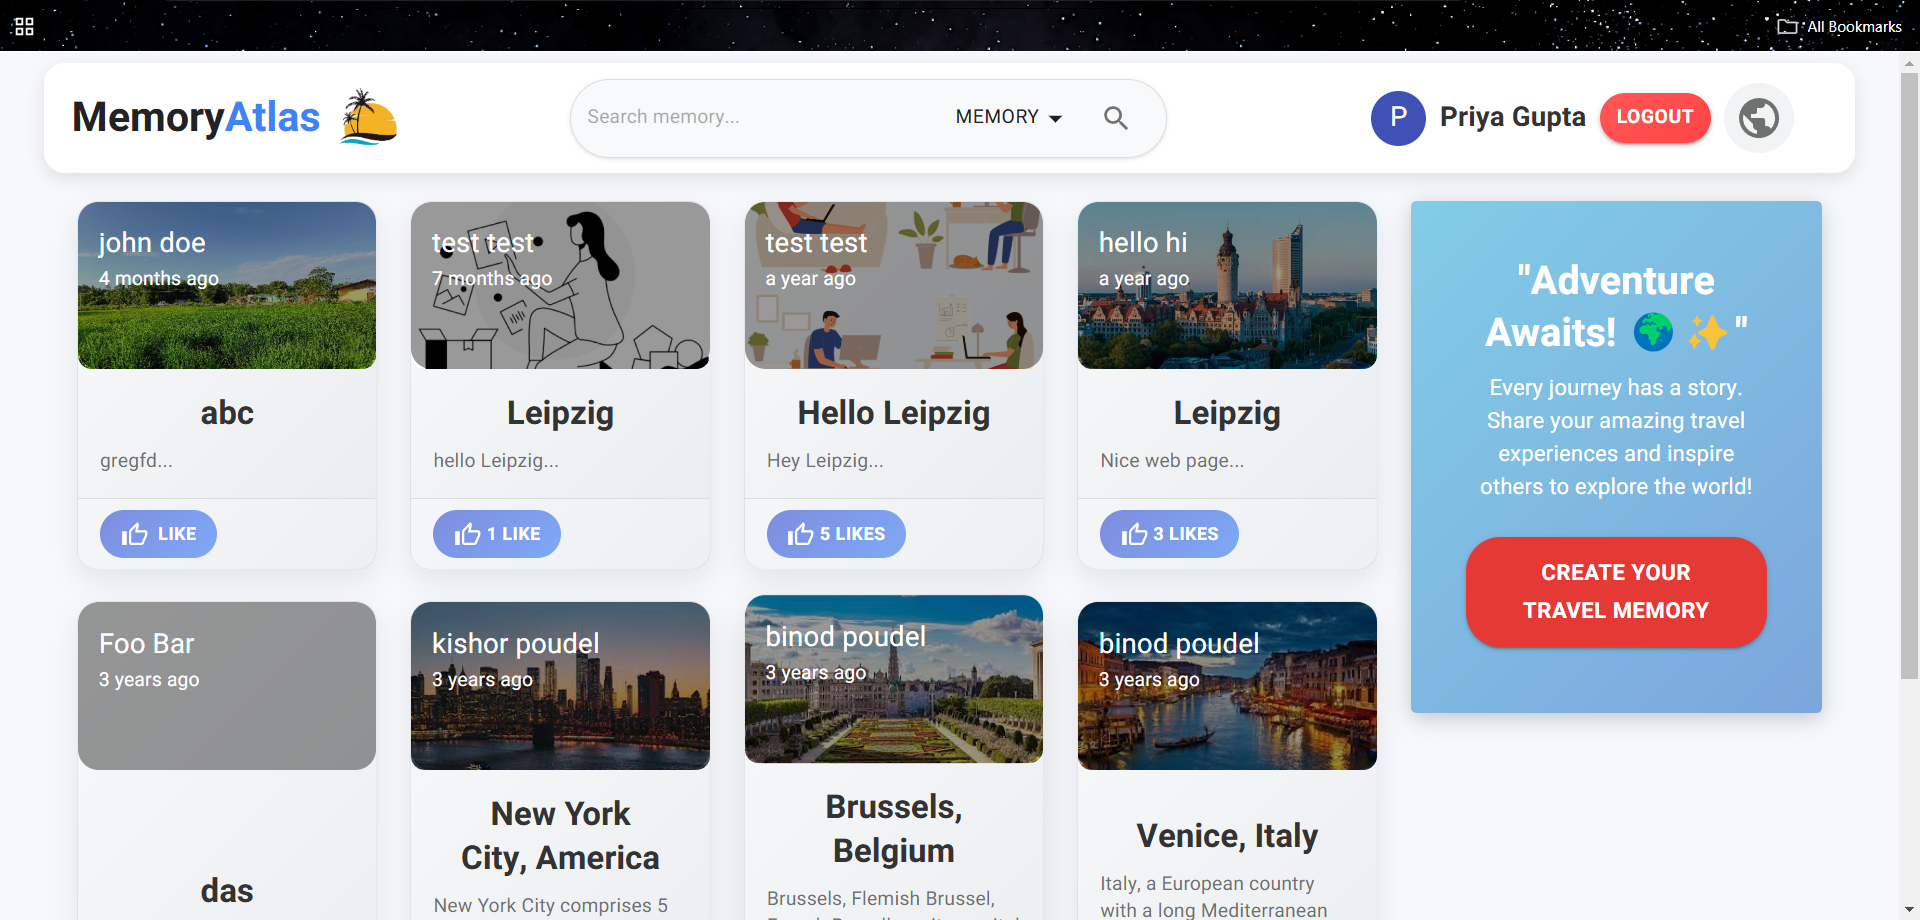 All Bookmarks
MemoryAtlas
Search memory...
MEMORY
P
Priya Gupta
LOGOUT
john doe
4 months ago
abc
gregfd...
LIKE
test test
7 months ago
Leipzig
hello Leipzig...
1 LIKE
test test
a year ago
Hello Leipzig
Hey Leipzig...
5 LIKES
hello hi
a year ago
Leipzig
Nice web page...
3 LIKES
"Adventure
Awaits! 🌍 ✨ "
Every journey has a story.
Share your amazing travel
experiences and inspire
others to explore the world!
CREATE YOUR
TRAVEL MEMORY
Foo Bar
3 years ago
das
kishor poudel
3 years ago
New York
City, America
New York City comprises 5
binod poudel
3 years ago
Brussels,
Belgium
Brussels, Flemish Brussel,
binod poudel
3 years ago
Venice, Italy
Italy, a European country
with a long Mediterranean